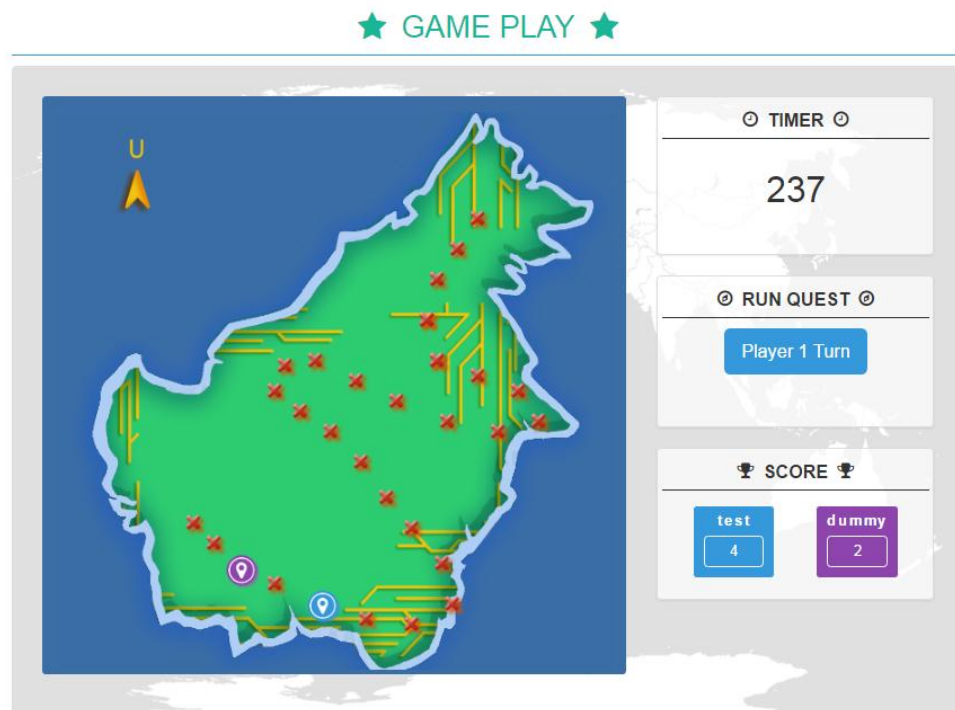 GAME PLAY
U
TIMER
237
RUN QUEST
Player 1 Turn
SCORE
test
4
dummy
2